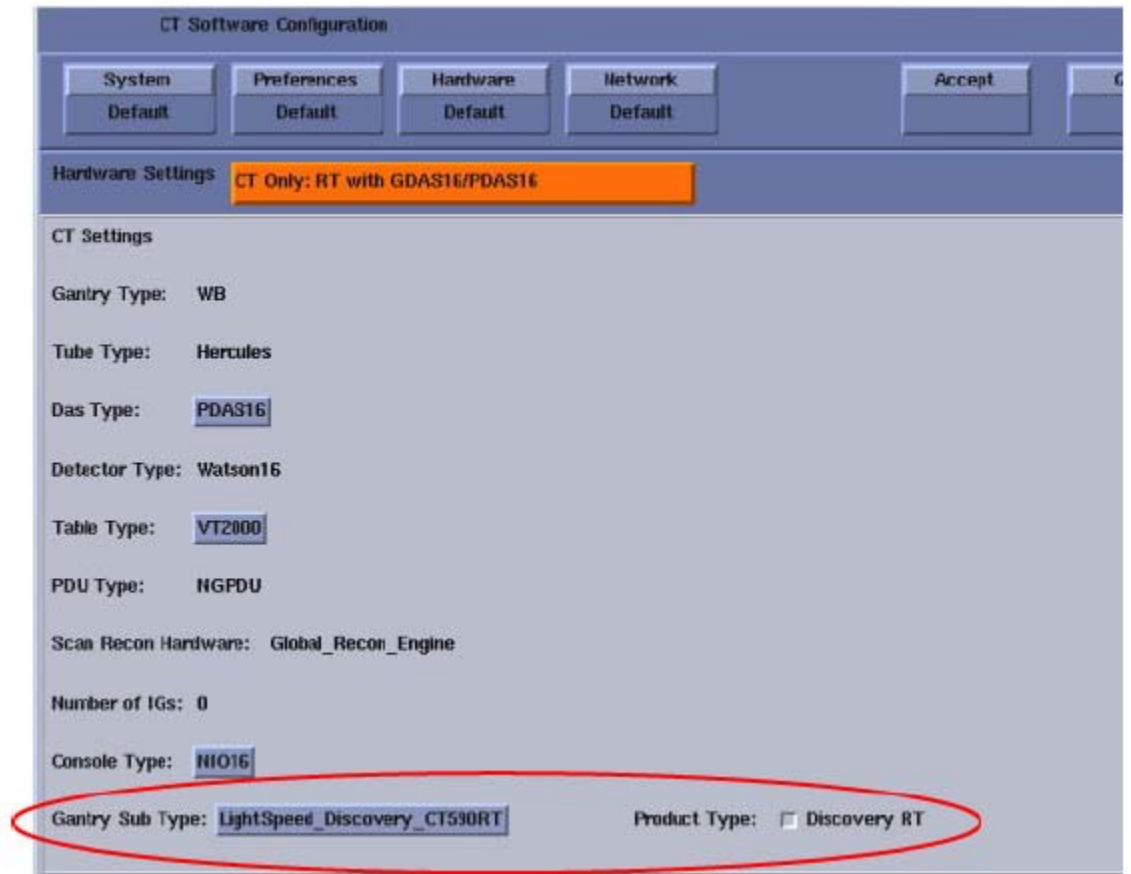 CT Software Configuration
System Preferences Hardware Network Accept
Default Default Default Default
Hardware Settings CT Only: RT with GDAS16/PDAS16
CT Settings
Gantry Type: WB
Tube Type: Hercules
Das Type: PDAS16
Detector Type: Watson16
Table Type: VT2000
PDU Type: NGPDU
Scan Recon Hardware: Global_Recon_Engine
Number of IGs: 0
Console Type: NIO16
Gantry Sub Type: LightSpeed_Discovery_CT590RT Product Type: Discovery RT